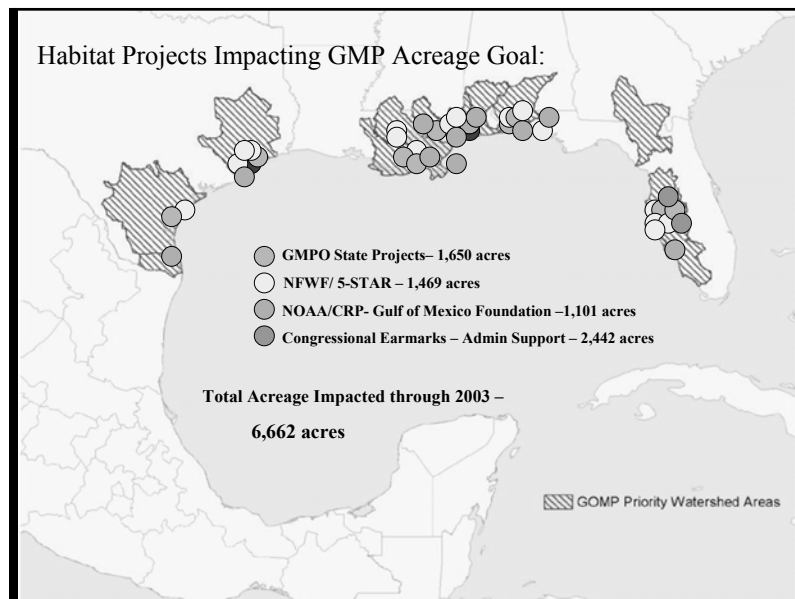 Habitat Projects Impacting GMP Acreage Goal:
GMPO State Projects– 1,650 acres
NFWF/ 5-STAR – 1,469 acres
NOAA/CRP- Gulf of Mexico Foundation –1,101 acres
Congressional Earmarks – Admin Support – 2,442 acres
Total Acreage Impacted through 2003 –
6,662 acres
GOMP Priority Watershed Areas